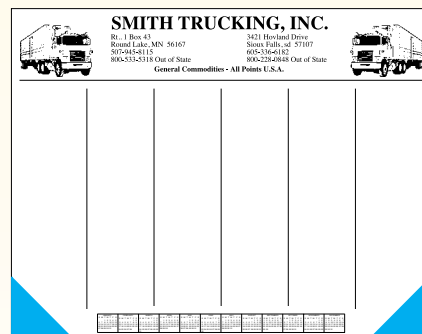 SMITH TRUCKING, INC.
Rt.. 1 Box 43
Round Lake, MN 56167
507-945-8115
800-533-5318 Out of State
3421 Hovland Drive
Sioux Falls, sd 57107
605-336-6182
800-228-0848 Out of State
General Commodities - All Points U.S.A.